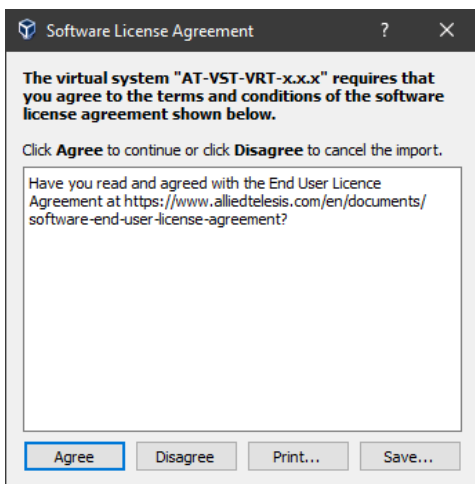 Software License Agreement ? ×
The virtual system "AT-VST-VRT-x.x.x" requires that
you agree to the terms and conditions of the software
license agreement shown below.
Click Agree to continue or click Disagree to cancel the import.
Have you read and agreed with the End User Licence
Agreement at https://www.alliedtelesis.com/en/documents/
software-end-user-license-agreement?
Agree Disagree Print... Save...